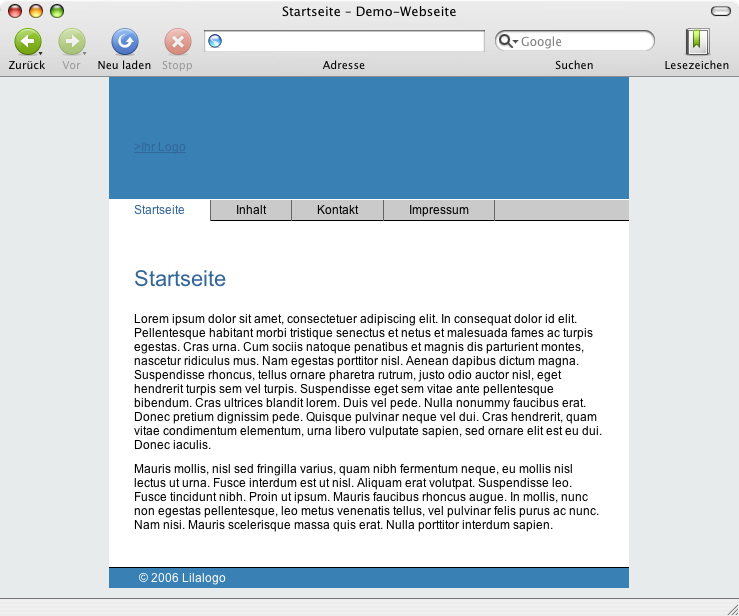 Startseite – Demo-Webseite
Zurück Vor Neu laden Stopp Adresse Google Suchen Lesezeichen
>Ihr Logo
Startseite Inhalt Kontakt Impressum
Startseite
Lorem ipsum dolor sit amet, consectetuer adipiscing elit. In consequat dolor id elit.
Pellentesque habitant morbi tristique senectus et netus et malesuada fames ac turpis
egestas. Cras urna. Cum sociis natoque penatibus et magnis dis parturient montes,
nascetur ridiculus mus. Nam egestas porttitor nisl. Aenean dapibus dictum magna.
Suspendisse rhoncus, tellus ornare pharetra rutrum, justo odio auctor nisl, eget
hendrerit turpis sem vel turpis. Suspendisse eget sem vitae ante pellentesque
bibendum. Cras ultrices blandit lorem. Duis vel pede. Nulla nonummy faucibus erat.
Donec pretium dignissim pede. Quisque pulvinar neque vel dui. Cras hendrerit, quam
vitae condimentum elementum, urna libero vulputate sapien, sed ornare elit est eu dui.
Donec iaculis.
Mauris mollis, nisl sed fringilla varius, quam nibh fermentum neque, eu mollis nisl
lectus ut urna. Fusce interdum est ut nisl. Aliquam erat volutpat. Suspendisse leo.
Fusce tincidunt nibh. Proin ut ipsum. Mauris faucibus rhoncus augue. In mollis, nunc
non egestas pellentesque, leo metus venenatis tellus, vel pulvinar felis purus ac nunc.
Nam nisi. Mauris scelerisque massa quis erat. Nulla porttitor interdum sapien.
© 2006 Lilalogo